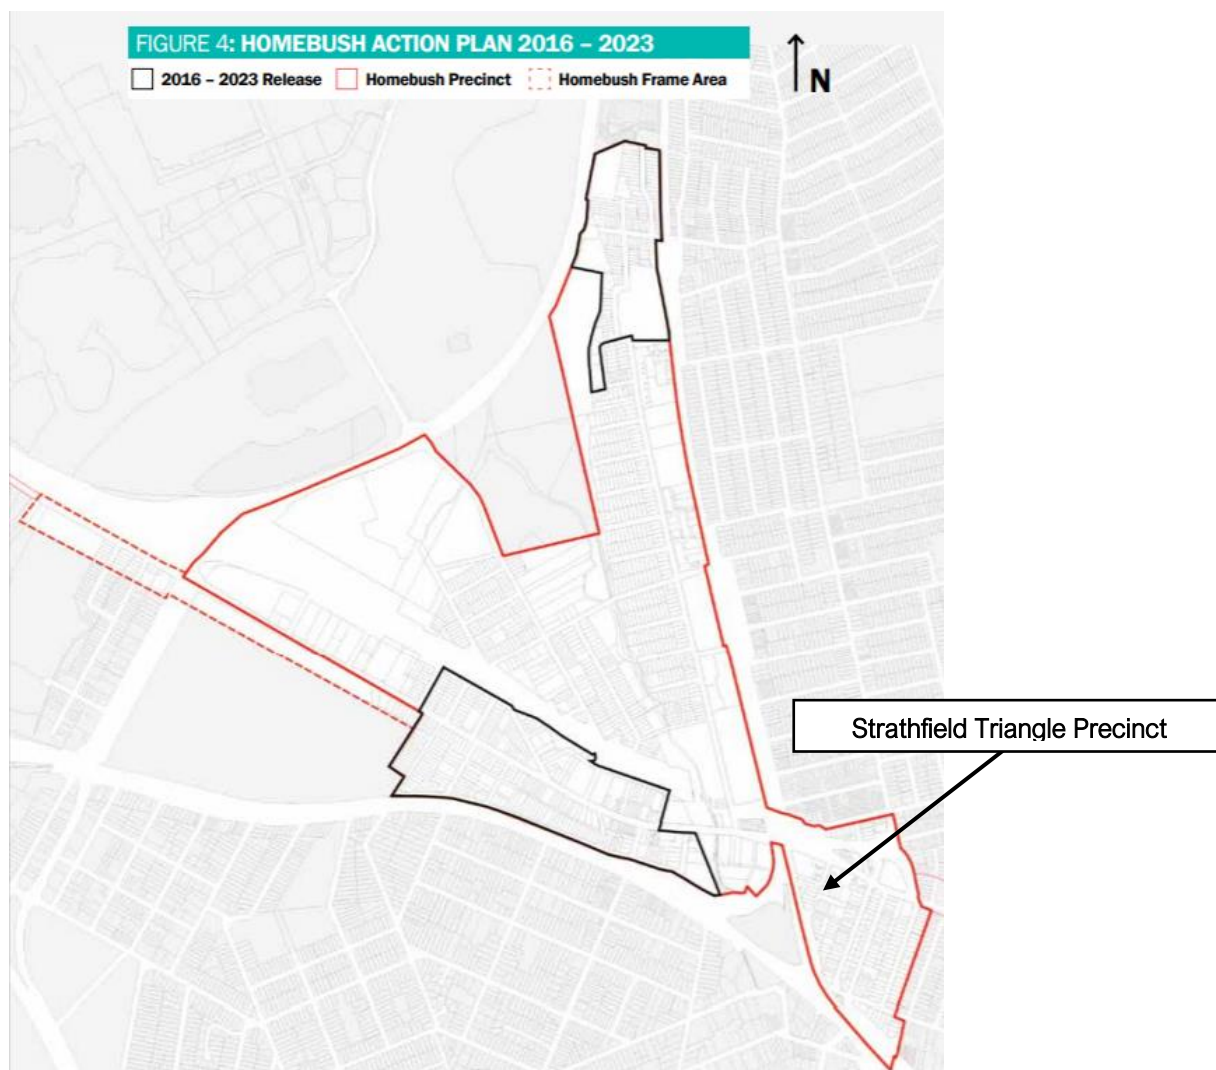 FIGURE 4: HOMEBUSH ACTION PLAN 2016 – 2023
2016 – 2023 Release Homebush Precinct Homebush Frame Area
N
Strathfield Triangle Precinct